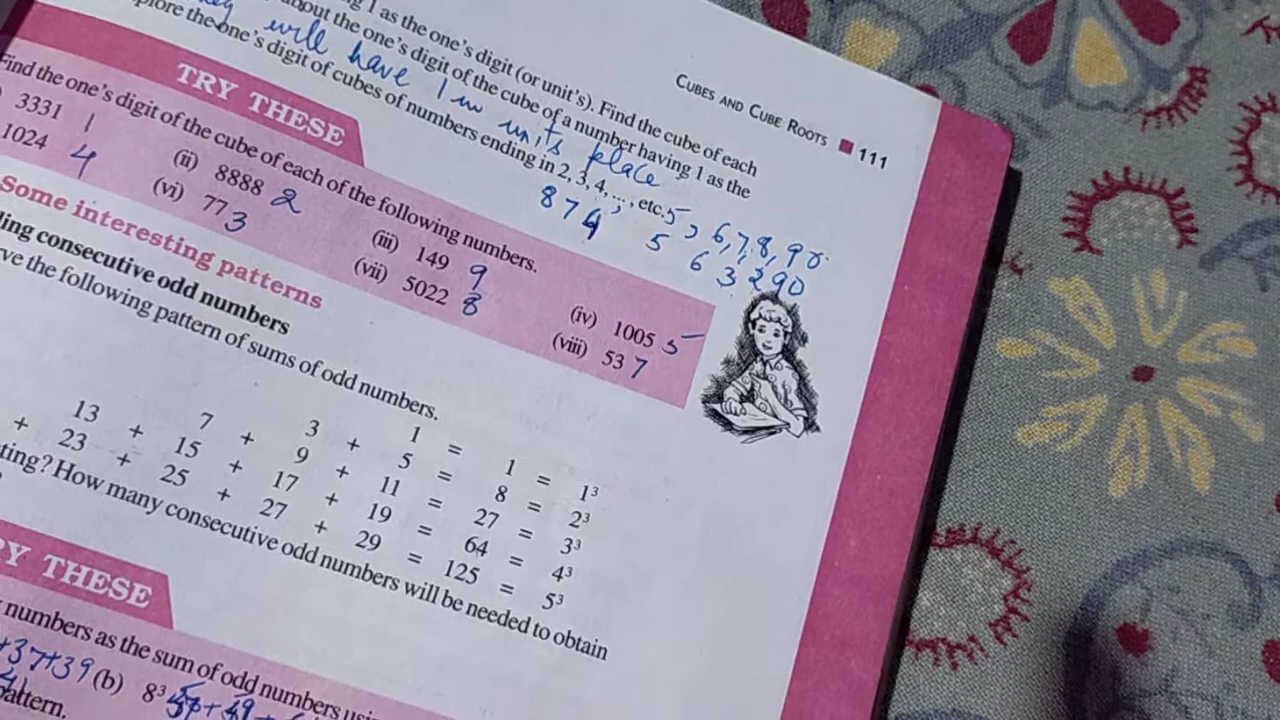 CUBES AND CUBE ROOTS ■ 111
1 as the one's digit (or unit's). Find the cube of each
about the one's digit of the cube of a number having 1 as the
will have 1 in units place
the one's digit of cubes of numbers ending in 2, 3, 4, ... , etc. 5, 6, 7, 8, 9 0
8 7 4 5 6 3, 2 9 0
TRY THESE
Find the one's digit of the cube of each of the following numbers.
3331 1 (ii) 8888 2 (iii) 149 9 (iv) 1005 5
1024 4 (vi) 77 3 (vii) 5022 8 (viii) 53 7
Some interesting patterns
consecutive odd numbers
the following pattern of sums of odd numbers.
1 = 1 = 1³
3 + 5 = 8 = 2³
7 + 9 + 11 = 27 = 3³
13 + 15 + 17 + 19 = 64 = 4³
+ 23 + 25 + 27 + 29 = 125 = 5³
? How many consecutive odd numbers will be needed to obtain
THESE
numbers as the sum of odd numbers
+37+39 (b) 8³
pattern.